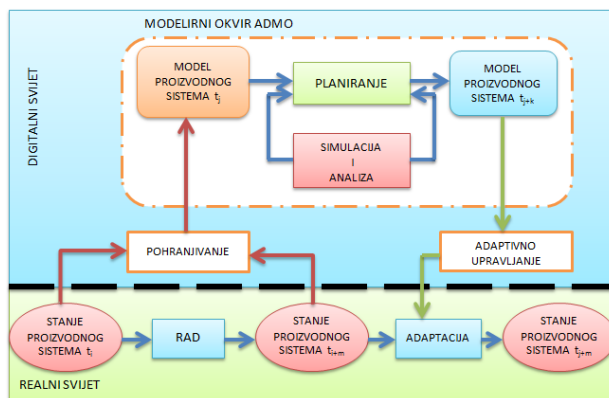 MODELIRNI OKVIR ADMO
DIGITALNI SVIJET
MODEL
PROIZVODNOG
SISTEMA tj
PLANIRANJE
MODEL
PROIZVODNOG
SISTEMA tj+k
SIMULACIJA
I
ANALIZA
POHRANJIVANJE
ADAPTIVNO
UPRAVLJANJE
STANJE
PROIZVODNOG
SISTEMA ti
RAD
STANJE
PROIZVODNOG
SISTEMA ti+m
ADAPTACIJA
STANJE
PROIZVODNOG
SISTEMA tj+m
REALNI SVIJET